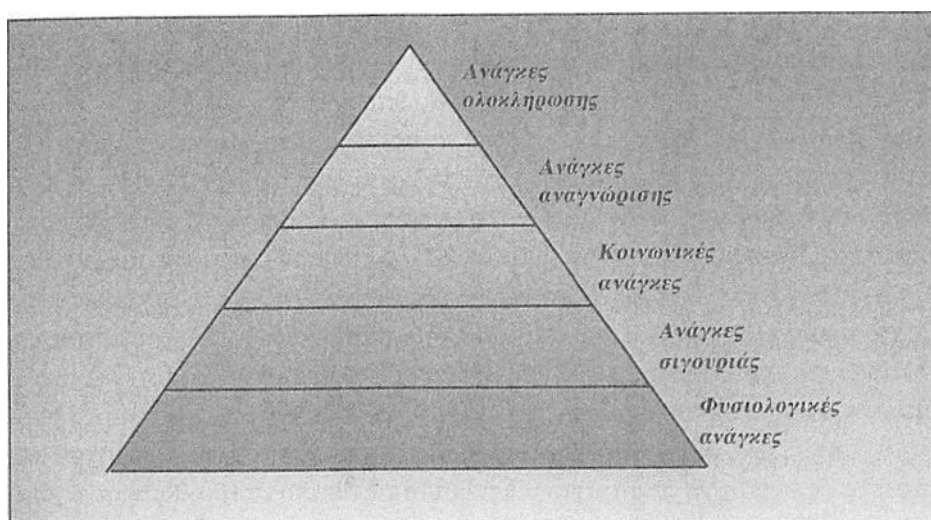 Ανάγκες
ολοκλήρωσης
Ανάγκες
αναγνώρισης
Κοινωνικές
ανάγκες
Ανάγκες
σιγουριάς
Φυσιολογικές
ανάγκες